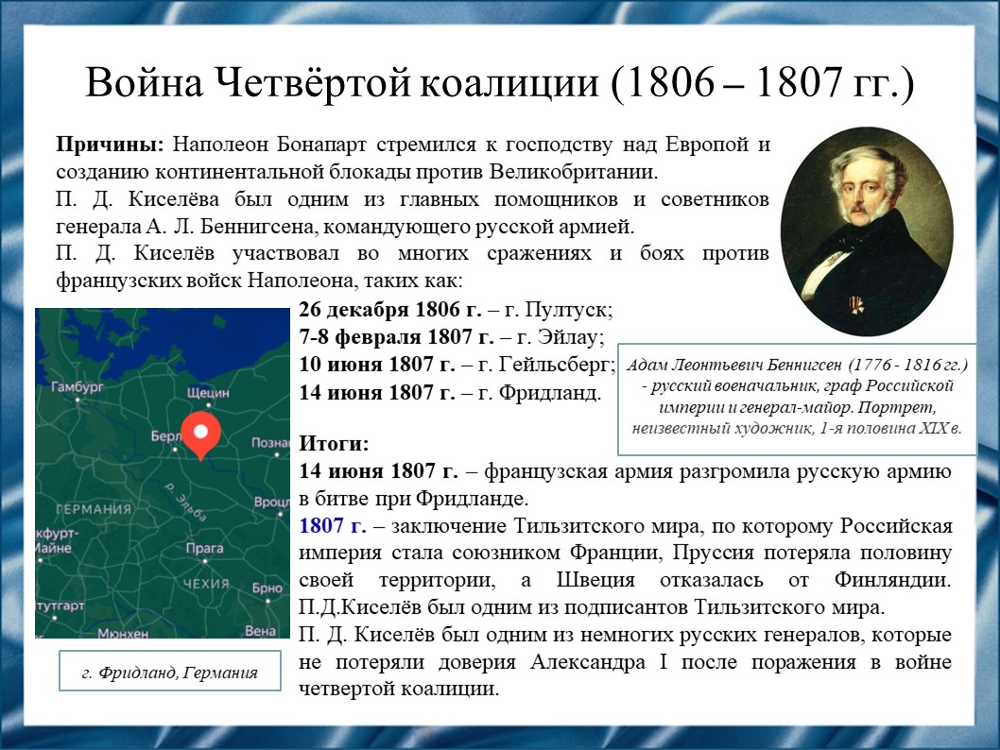 Война Четвёртой коалиции (1806 – 1807 гг.)
Причины: Наполеон Бонапарт стремился к господству над Европой и
созданию континентальной блокады против Великобритании.
П. Д. Киселёва был одним из главных помощников и советников
генерала А. Л. Беннигсена, командующего русской армией.
П. Д. Киселёв участвовал во многих сражениях и боях против
французских войск Наполеона, таких как:
26 декабря 1806 г. – г. Пултуск;
7-8 февраля 1807 г. – г. Эйлау;
10 июня 1807 г. – г. Гейльсберг;
14 июня 1807 г. – г. Фридланд.
Адам Леонтьевич Беннигсен (1776 - 1816 гг.)
- русский военачальник, граф Российской
империи и генерал-майор. Портрет,
неизвестный художник, 1-я половина XIX в.
Итоги:
14 июня 1807 г. – французская армия разгромила русскую армию
в битве при Фридланде.
1807 г. – заключение Тильзитского мира, по которому Российская
империя стала союзником Франции, Пруссия потеряла половину
своей территории, а Швеция отказалась от Финляндии.
П.Д.Киселёв был одним из подписантов Тильзитского мира.
П. Д. Киселёв был одним из немногих русских генералов, которые
не потеряли доверия Александра I после поражения в войне
четвертой коалиции.
Гамбург
Щецин
Берл
Позна
р. Эльба
Вроцл
ГЕРМАНИЯ
кфурт-
Майне
Прага
ЧЕХИЯ
Брно
тутгарт
Мюнхен
Вена
г. Фридланд, Германия